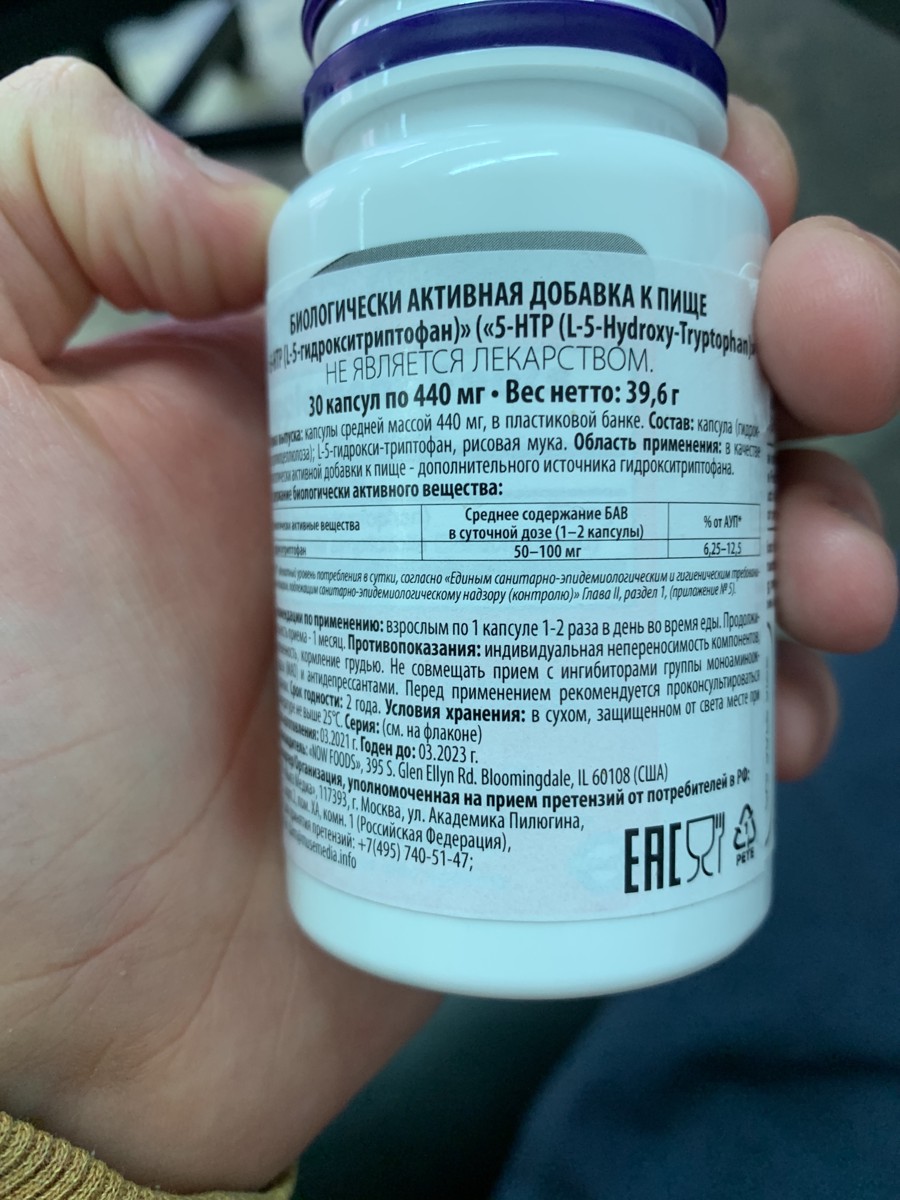 БИОЛОГИЧЕСКИ АКТИВНАЯ ДОБАВКА К ПИЩЕ
(L-5-гидрокситриптофан)» («5-HTP (L-5-Hydroxy-Tryptophan)»
НЕ ЯВЛЯЕТСЯ ЛЕКАРСТВОМ.
30 капсул по 440 мг • Вес нетто: 39,6 г
выпуска: капсулы средней массой 440 мг, в пластиковой банке. Состав: капсула
L-5-гидрокси-триптофан, рисовая мука. Область применения: в качестве
активной добавки к пище - дополнительного источника гидрокситриптофана.
биологически активного вещества:
активные вещества
Среднее содержание БАВ
в суточной дозе (1–2 капсулы)
% от АУП*
50–100 мг
6,25–12,5
уровень потребления в сутки, согласно «Единым санитарно-эпидемиологическим и гигиеническим
санитарно-эпидемиологическому надзору (контролю)» Глава II, раздел 1, (приложение № 5).
по применению: взрослым по 1 капсуле 1-2 раза в день во время еды.
приема - 1 месяц. Противопоказания: индивидуальная непереносимость компонентов,
кормление грудью. Не совмещать прием с ингибиторами группы
и антидепрессантами. Перед применением рекомендуется проконсультироваться
Срок годности: 2 года. Условия хранения: в сухом, защищенном от света месте при
не выше 25°С. Серия: (см. на флаконе)
03.2021 г. Годен до: 03.2023 г.
«NOW FOODS», 395 S. Glen Ellyn Rd. Bloomingdale, IL 60108 (США)
Организация, уполномоченная на прием претензий от потребителей в РФ:
117393, г. Москва, ул. Академика Пилюгина,
комн. 1 (Российская Федерация),
претензий: +7(495) 740-51-47;
EAC
PETE